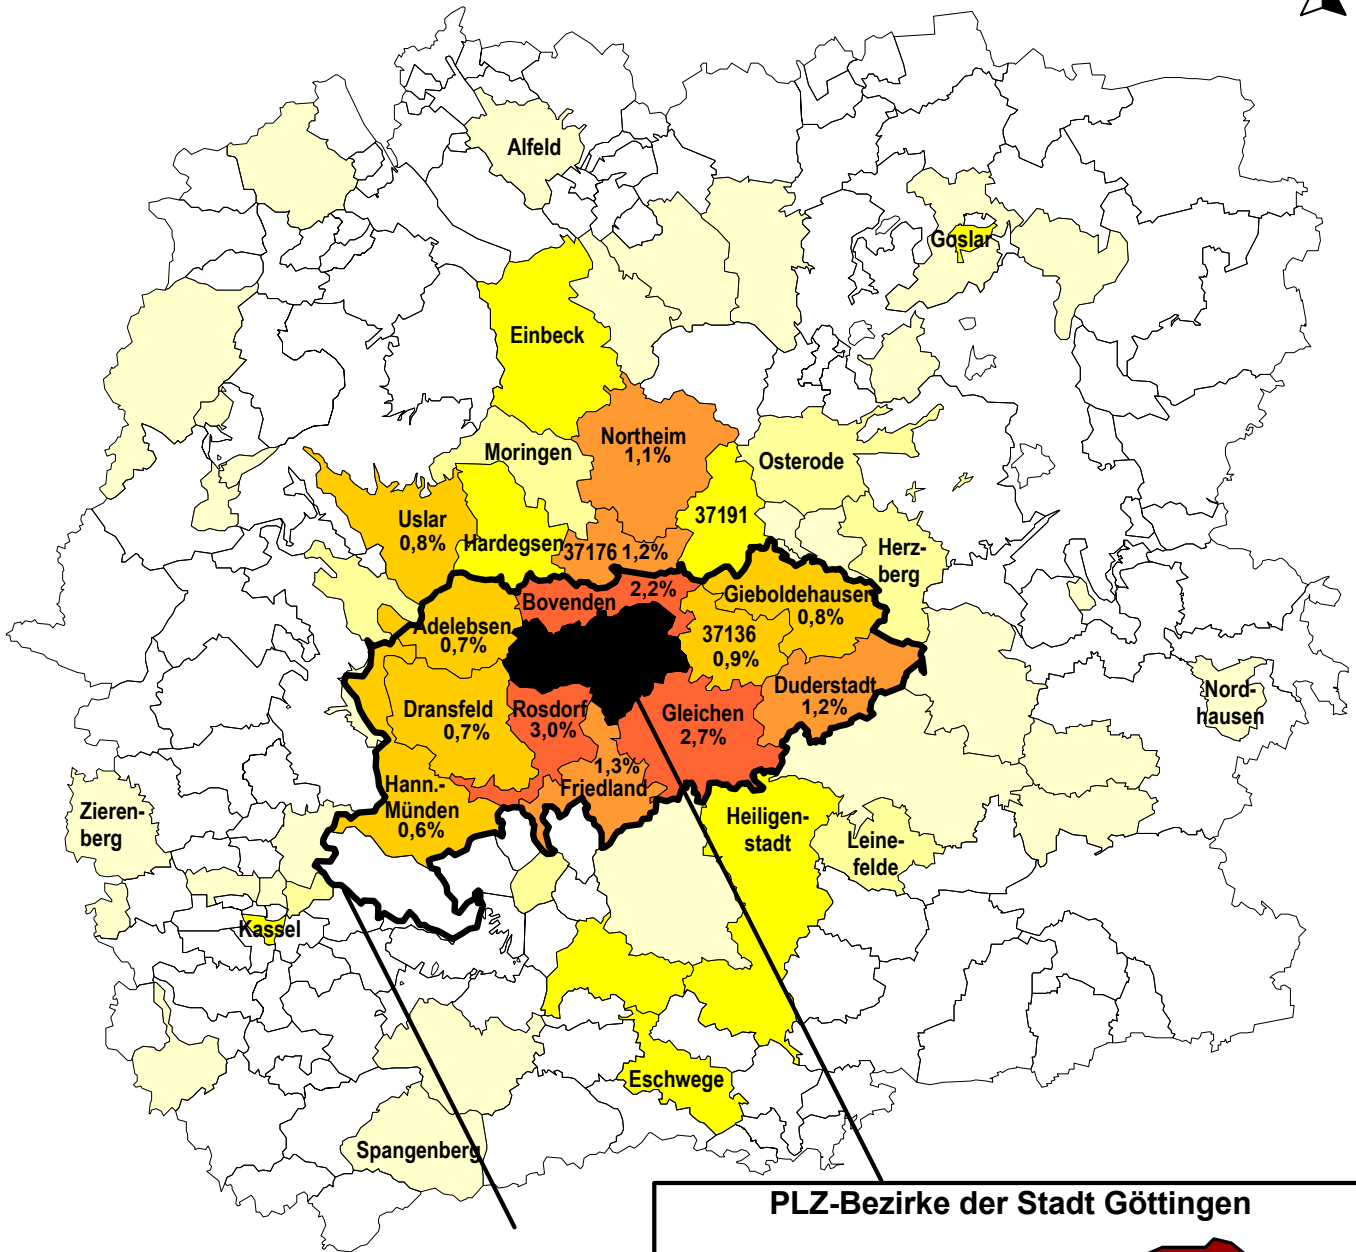 Alfeld
Goslar
Einbeck
Northeim
1,1%
Moringen
Osterode
Uslar
0,8%
37191
Hardegsen
37176 1,2%
Herz-
berg
Bovenden
2,2%
Gieboldehausen
0,8%
Adelebsen
0,7%
37136
0,9%
Duderstadt
1,2%
Nord-
hausen
Dransfeld
0,7%
Rosdorf
3,0%
Gleichen
2,7%
1,3%
Friedland
Hann.-
Münden
0,6%
Zieren-
berg
Heiligen-
stadt
Leine-
felde
Kassel
Eschwege
Spangenberg
PLZ-Bezirke der Stadt Göttingen